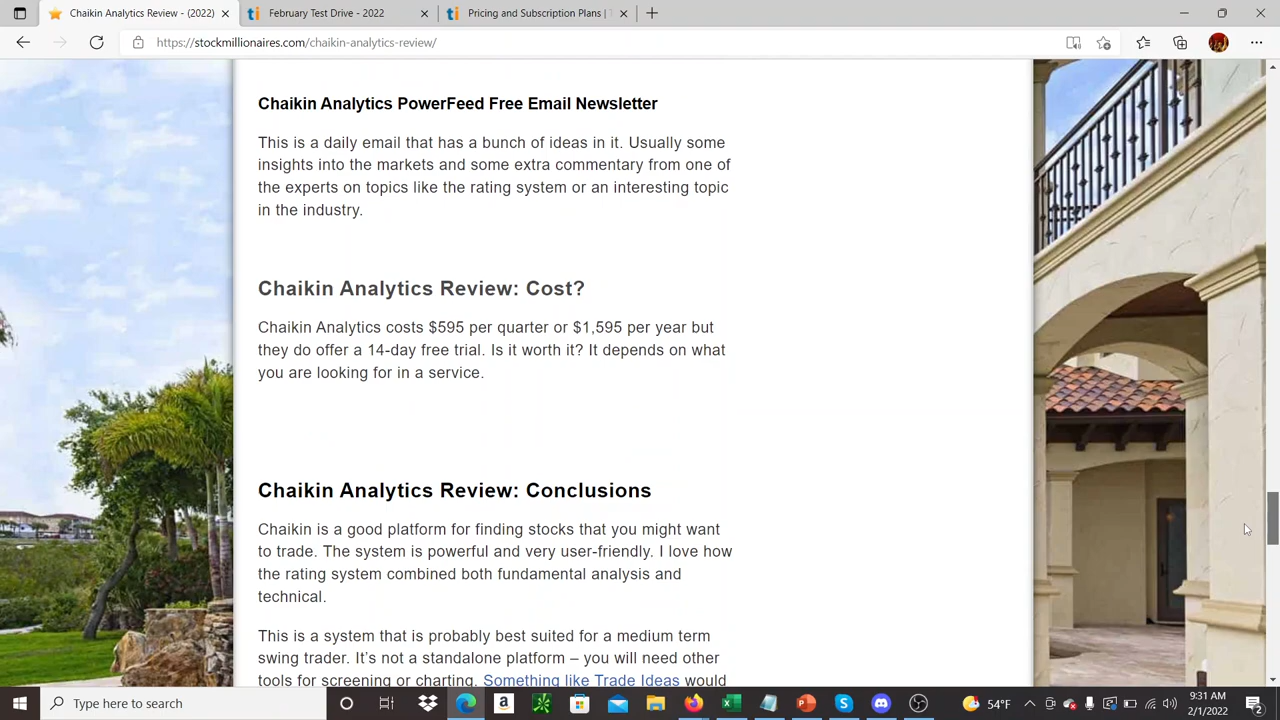 Chaikin Analytics Review - (2022)
February Test Drive - 2022
Pricing and Subscription Plans |
https://stockmillionaires.com/chaikin-analytics-review/
Chaikin Analytics PowerFeed Free Email Newsletter
This is a daily email that has a bunch of ideas in it. Usually some
insights into the markets and some extra commentary from one of
the experts on topics like the rating system or an interesting topic
in the industry.
Chaikin Analytics Review: Cost?
Chaikin Analytics costs $595 per quarter or $1,595 per year but
they do offer a 14-day free trial. Is it worth it? It depends on what
you are looking for in a service.
Chaikin Analytics Review: Conclusions
Chaikin is a good platform for finding stocks that you might want
to trade. The system is powerful and very user-friendly. I love how
the rating system combined both fundamental analysis and
technical.
This is a system that is probably best suited for a medium term
swing trader. It’s not a standalone platform – you will need other
tools for screening or charting. Something like Trade Ideas would
Type here to search
54°F
9:31 AM
2/1/2022
2